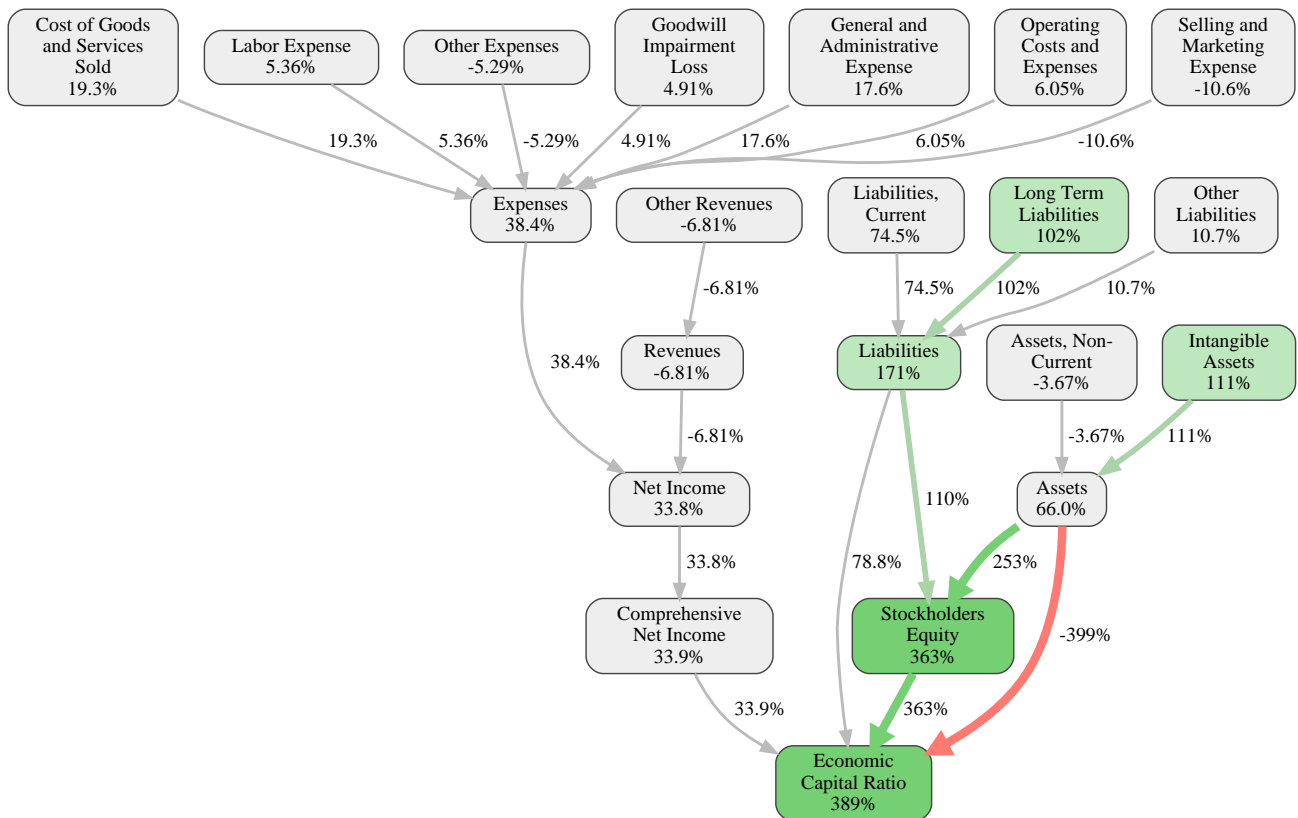 Cost of Goods
and Services
Sold
19.3%
Labor Expense
5.36%
Other Expenses
-5.29%
Goodwill
Impairment
Loss
4.91%
General and
Administrative
Expense
17.6%
Operating
Costs and
Expenses
6.05%
Selling and
Marketing
Expense
-10.6%
19.3%
5.36%
-5.29%
4.91%
17.6%
6.05%
-10.6%
Expenses
38.4%
Other Revenues
-6.81%
Liabilities,
Current
74.5%
Long Term
Liabilities
102%
Other
Liabilities
10.7%
-6.81%
74.5%
102%
10.7%
38.4%
Revenues
-6.81%
Liabilities
171%
Assets, Non-
Current
-3.67%
Intangible
Assets
111%
-6.81%
-3.67%
111%
Net Income
33.8%
110%
Assets
66.0%
33.8%
78.8%
253%
Comprehensive
Net Income
33.9%
Stockholders
Equity
363%
-399%
33.9%
363%
Economic
Capital Ratio
389%